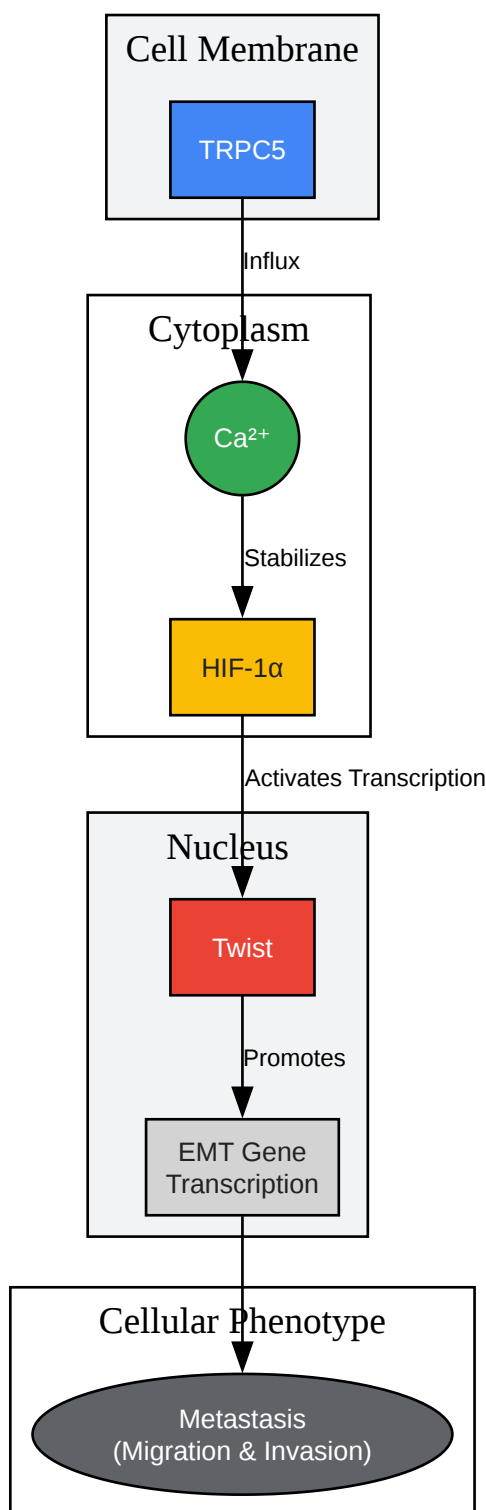 Cell Membrane
TRPC5
Influx
Cytoplasm
Ca²⁺
Stabilizes
HIF-1α
Activates Transcription
Nucleus
Twist
Promotes
EMT Gene
Transcription
Cellular Phenotype
Metastasis
(Migration & Invasion)